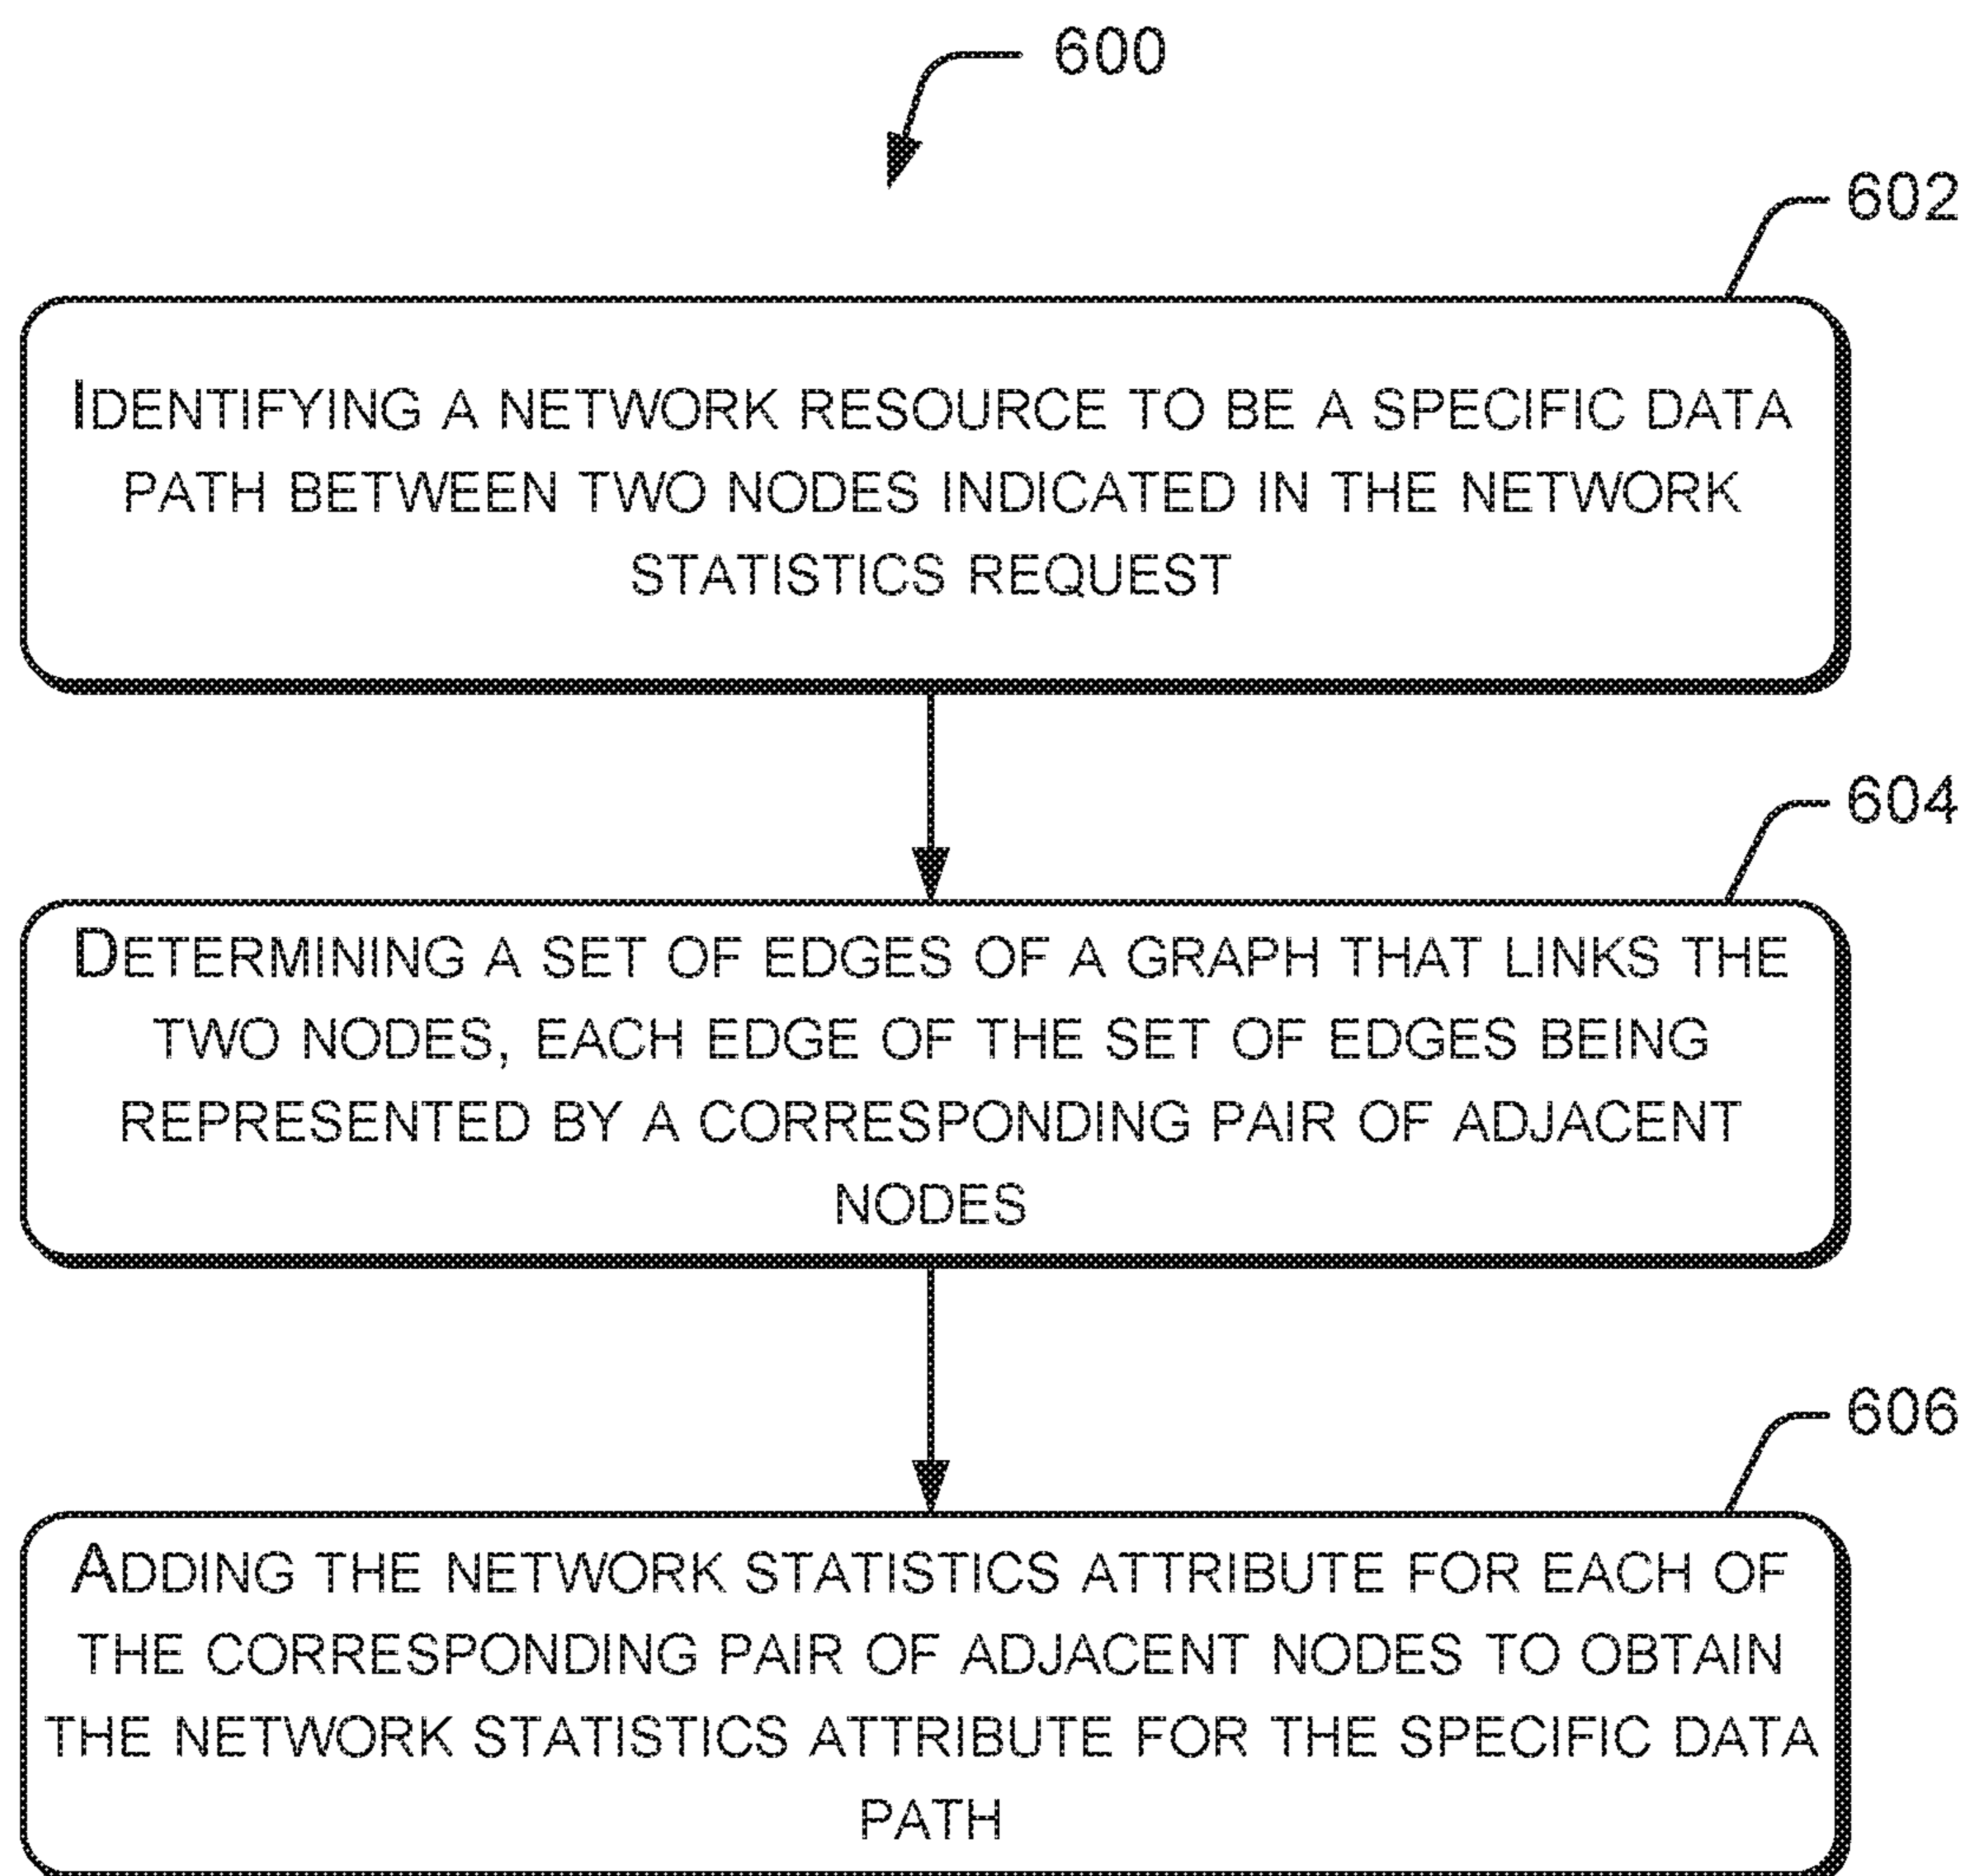 600
602
IDENTIFYING A NETWORK RESOURCE TO BE A SPECIFIC DATA
PATH BETWEEN TWO NODES INDICATED IN THE NETWORK
STATISTICS REQUEST
604
DETERMINING A SET OF EDGES OF A GRAPH THAT LINKS THE
TWO NODES, EACH EDGE OF THE SET OF EDGES BEING
REPRESENTED BY A CORRESPONDING PAIR OF ADJACENT
NODES
606
ADDING THE NETWORK STATISTICS ATTRIBUTE FOR EACH OF
THE CORRESPONDING PAIR OF ADJACENT NODES TO OBTAIN
THE NETWORK STATISTICS ATTRIBUTE FOR THE SPECIFIC DATA
PATH